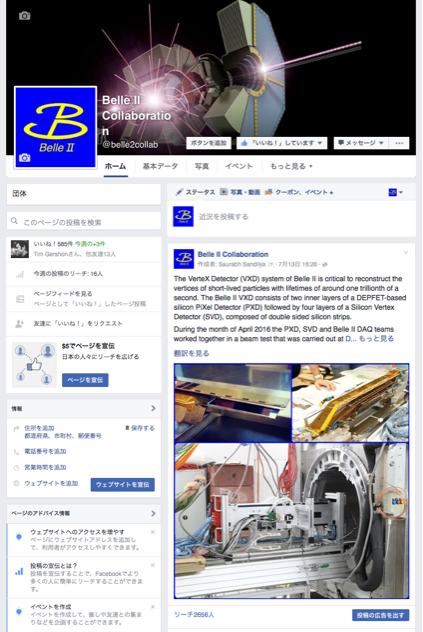 Belle II
Collaboratio
n
@belle2collab
B
Belle II
ボタンを追加
「いいね！」しています
メッセージ
ホーム
基本データ
写真
イベント
もっと見る
団体
このページの投稿を検索
いいね！585件 今週の+3件
Tim Gershonさん、他友達13人
今週の投稿のリーチ: 16人
ページフィードを見る
ページとして「いいね！」したページの投稿
友達に「いいね！」をリクエスト
$5でページを宣伝
日本の人々にリーチを広げる
ページを宣伝
情報
住所を追加
都道府県、市町村、郵便番号
保存する
電話番号を追加
営業時間を追加
ウェブサイトを追加
ウェブサイトを宣伝
ページのアドバイス情報
ウェブサイトへのアクセスを増やす
ページにウェブサイトアドレスを追加し
て、利用者がアクセスしやすくできます。
投稿の宣伝とは？
投稿を宣伝することで、Facebookでより
多くの人に簡単にリーチすることができま
す。
イベントを作成
イベントを作成して、催しや友達との集ま
りなどを企画することができます。
ステータス
写真・動画
クーポン、イベント +
近況を投稿する
Belle II Collaboration
作成者: Saurabh Sandilya [?] · 7月13日 16:26 ·
The VerteX Detector (VXD) system of Belle II is critical to reconstruct the
vertices of short-lived particles with lifetimes of around one trillionth of a
second. The Belle II VXD consists of two inner layers of a DEPFET-based
silicon PiXel Detector (PXD) followed by four layers of a Silicon Vertex
Detector (SVD), composed of double sided silicon strips.
During the month of April 2016 the PXD, SVD and Belle II DAQ teams
worked together in a beam test that was carried out at D... もっと見る
翻訳を見る
リーチ2656人
投稿の広告を出す